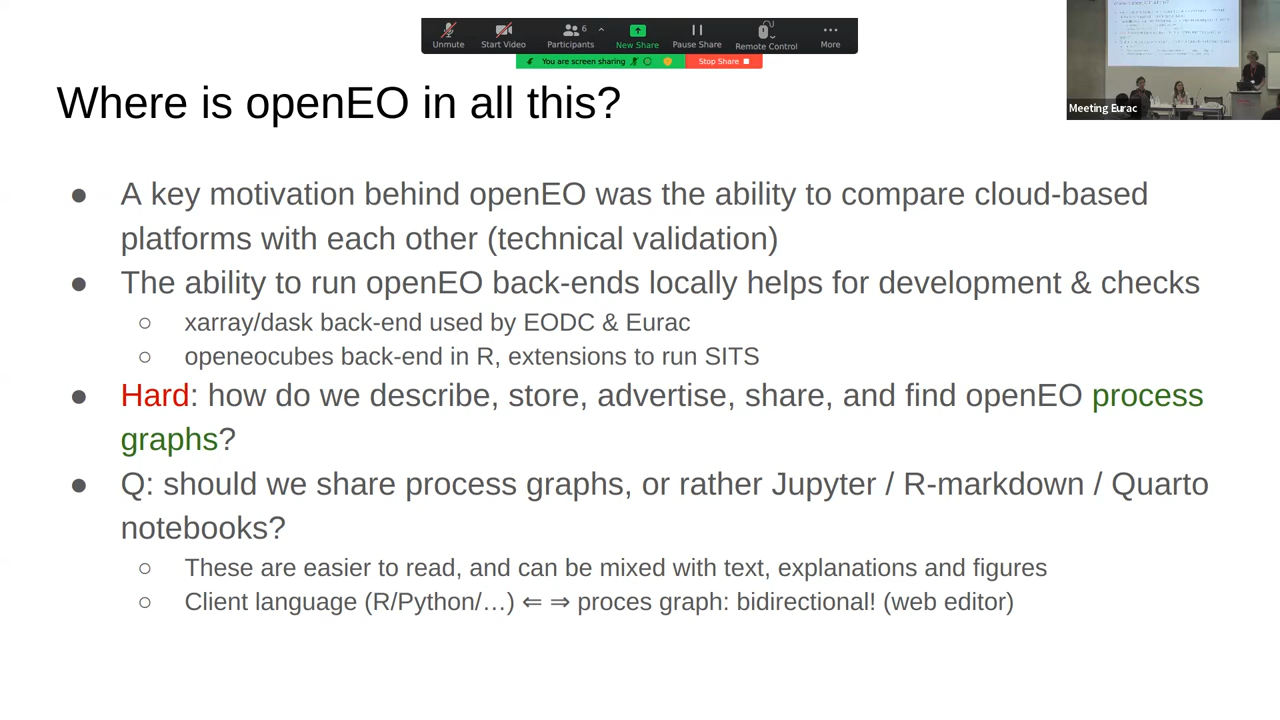 Unmute
Start Video
Participants
6
New Share
Pause Share
Remote Control
More
You are screen sharing
Stop Share
Meeting Eurac
Where is openEO in all this?
● A key motivation behind openEO was the ability to compare cloud-based
platforms with each other (technical validation)
● The ability to run openEO back-ends locally helps for development & checks
○ xarray/dask back-end used by EODC & Eurac
○ openeocubes back-end in R, extensions to run SITS
● Hard: how do we describe, store, advertise, share, and find openEO process
graphs?
● Q: should we share process graphs, or rather Jupyter / R-markdown / Quarto
notebooks?
○ These are easier to read, and can be mixed with text, explanations and figures
○ Client language (R/Python/…) ⇐ ⇒ proces graph: bidirectional! (web editor)